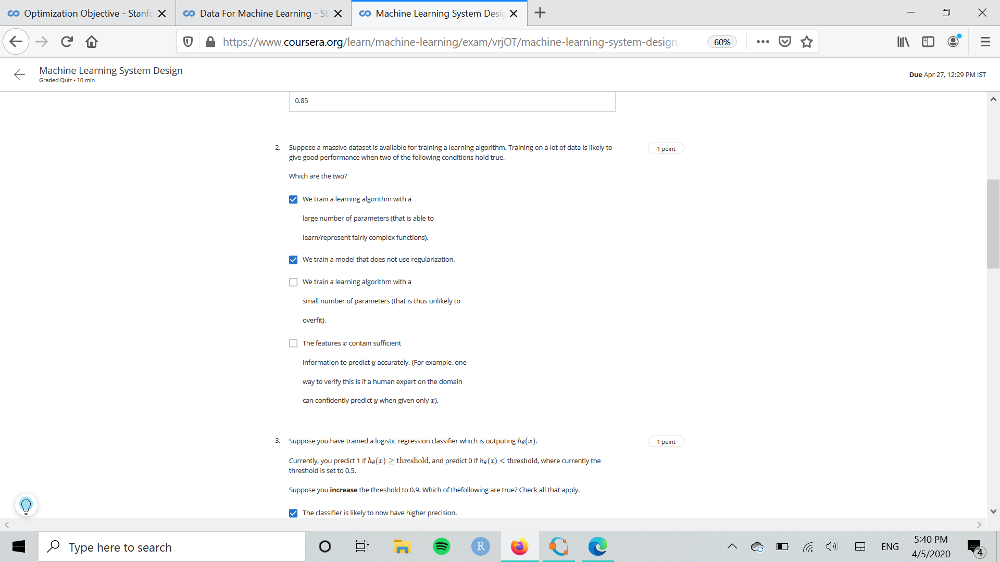 Optimization Objective - Stanfo
Data For Machine Learning - St
Machine Learning System Desig
https://www.coursera.org/learn/machine-learning/exam/vrjOT/machine-learning-system-design/
60%
Machine Learning System Design
Graded Quiz • 10 min
Due Apr 27, 12:29 PM IST
0.85
2. Suppose a massive dataset is available for training a learning algorithm. Training on a lot of data is likely to
give good performance when two of the following conditions hold true.
1 point
Which are the two?
We train a learning algorithm with a
large number of parameters (that is able to
learn/represent fairly complex functions).
We train a model that does not use regularization.
We train a learning algorithm with a
small number of parameters (that is thus unlikely to
overfit).
The features x contain sufficient
information to predict y accurately. (For example, one
way to verify this is if a human expert on the domain
can confidently predict y when given only x).
3. Suppose you have trained a logistic regression classifier which is outputing hθ(x).
1 point
Currently, you predict 1 if hθ(x) ≥ threshold, and predict 0 if hθ(x) < threshold, where currently the
threshold is set to 0.5.
Suppose you increase the threshold to 0.9. Which of thefollowing are true? Check all that apply.
The classifier is likely to now have higher precision.
Type here to search
R
ENG
5:40 PM
4/5/2020
4